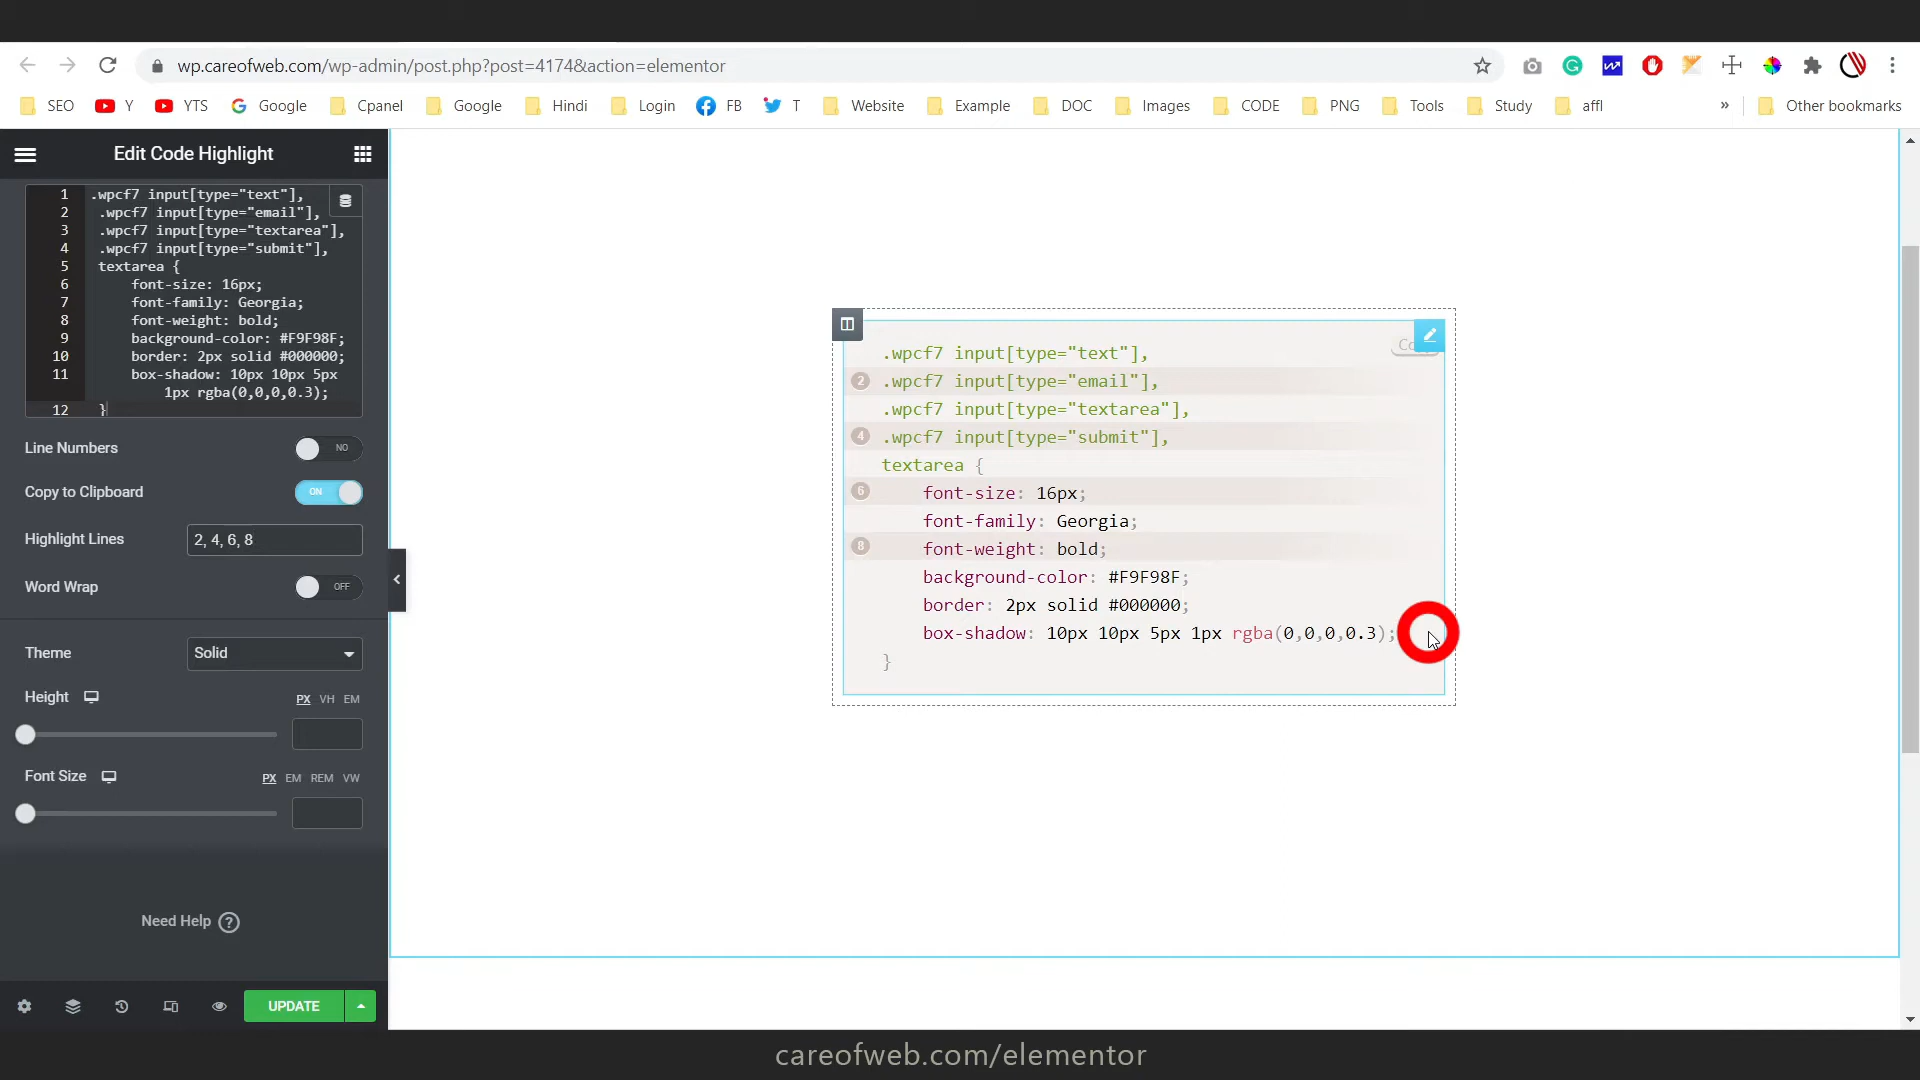 wp.careofweb.com/wp-admin/post.php?post=4174&action=elementor
SEO Y YTS Google Cpanel Google Hindi Login FB T Website Example DOC Images CODE PNG Tools Study affl » Other bookmarks
Edit Code Highlight
1 .wpcf7 input[type="text"],
2 .wpcf7 input[type="email"],
3 .wpcf7 input[type="textarea"],
4 .wpcf7 input[type="submit"],
5 textarea {
6 font-size: 16px;
7 font-family: Georgia;
8 font-weight: bold;
9 background-color: #F9F98F;
10 border: 2px solid #000000;
11 box-shadow: 10px 10px 5px
1px rgba(0,0,0,0.3);
12 }
Line Numbers NO
Copy to Clipboard ON
Highlight Lines 2, 4, 6, 8
Word Wrap OFF
Theme Solid
Height PX VH EM
Font Size PX EM REM VW
Need Help ?
UPDATE
.wpcf7 input[type="text"],
2 .wpcf7 input[type="email"],
.wpcf7 input[type="textarea"],
4 .wpcf7 input[type="submit"],
textarea {
6 font-size: 16px;
font-family: Georgia;
8 font-weight: bold;
background-color: #F9F98F;
border: 2px solid #000000;
box-shadow: 10px 10px 5px 1px rgba(0,0,0,0.3);
}
careofweb.com/elementor